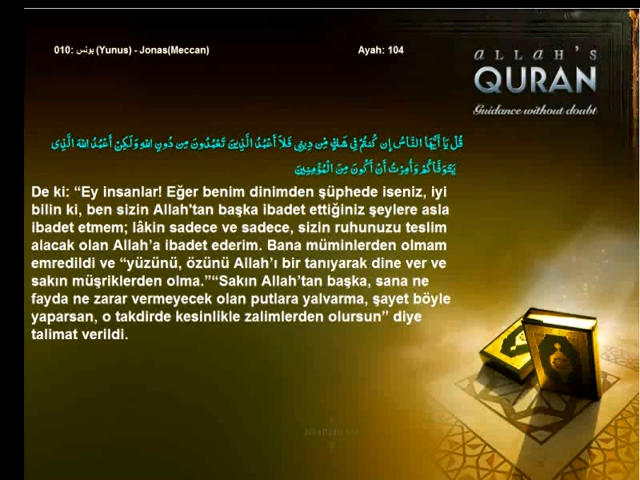 010: يونس (Yunus) - Jonas(Meccan) Ayah: 104
ALLAH'S
QURAN
Guidance without doubt
قُلْ يَا أَيُّهَا النَّاسُ إِن كُنتُمْ فِي شَكٍّ مِّن دِينِي فَلاَ أَعْبُدُ الَّذِينَ تَعْبُدُونَ مِن دُونِ اللّهِ وَلَكِنْ أَعْبُدُ اللّهَ الَّذِي
يَتَوَفَّاكُمْ وَأُمِرْتُ أَنْ أَكُونَ مِنَ الْمُؤْمِنِينَ
De ki: “Ey insanlar! Eğer benim dinimden şüphede iseniz, iyi
bilin ki, ben sizin Allah'tan başka ibadet ettiğiniz şeylere asla
ibadet etmem; lâkin sadece ve sadece, sizin ruhunuzu teslim
alacak olan Allah’a ibadet ederim. Bana müminlerden olmam
emredildi ve “yüzünü, özünü Allah’ı bir tanıyarak dine ver ve
sakın müşriklerden olma.”“Sakın Allah’tan başka, sana ne
fayda ne zarar vermeyecek olan putlara yalvarma, şayet böyle
yaparsan, o takdirde kesinlikle zalimlerden olursun” diye
talimat verildi.